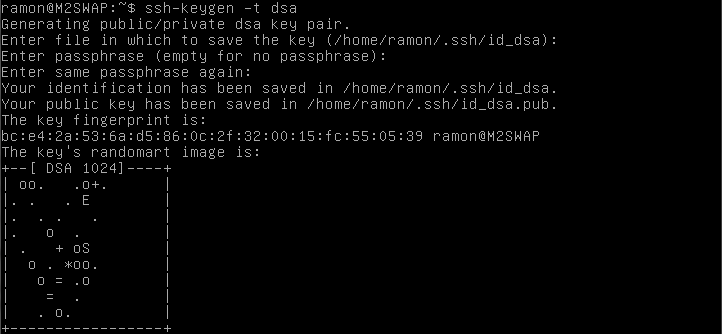 ramon@M2SWAP:~$ ssh-keygen -t dsa
Generating public/private dsa key pair.
Enter file in which to save the key (/home/ramon/.ssh/id_dsa):
Enter passphrase (empty for no passphrase):
Enter same passphrase again:
Your identification has been saved in /home/ramon/.ssh/id_dsa.
Your public key has been saved in /home/ramon/.ssh/id_dsa.pub.
The key fingerprint is:
bc:e4:2a:53:6a:d5:86:0c:2f:32:00:15:fc:55:05:39 ramon@M2SWAP
The key's randomart image is:
+--[ DSA 1024]----+
| oo.   .o+.      |
|. .   . E        |
|. . .   .        |
|.   o  .         |
| .    + oS       |
|  o . *oo.       |
|   o = .o        |
|    =  .         |
|   . o.          |
+-----------------+